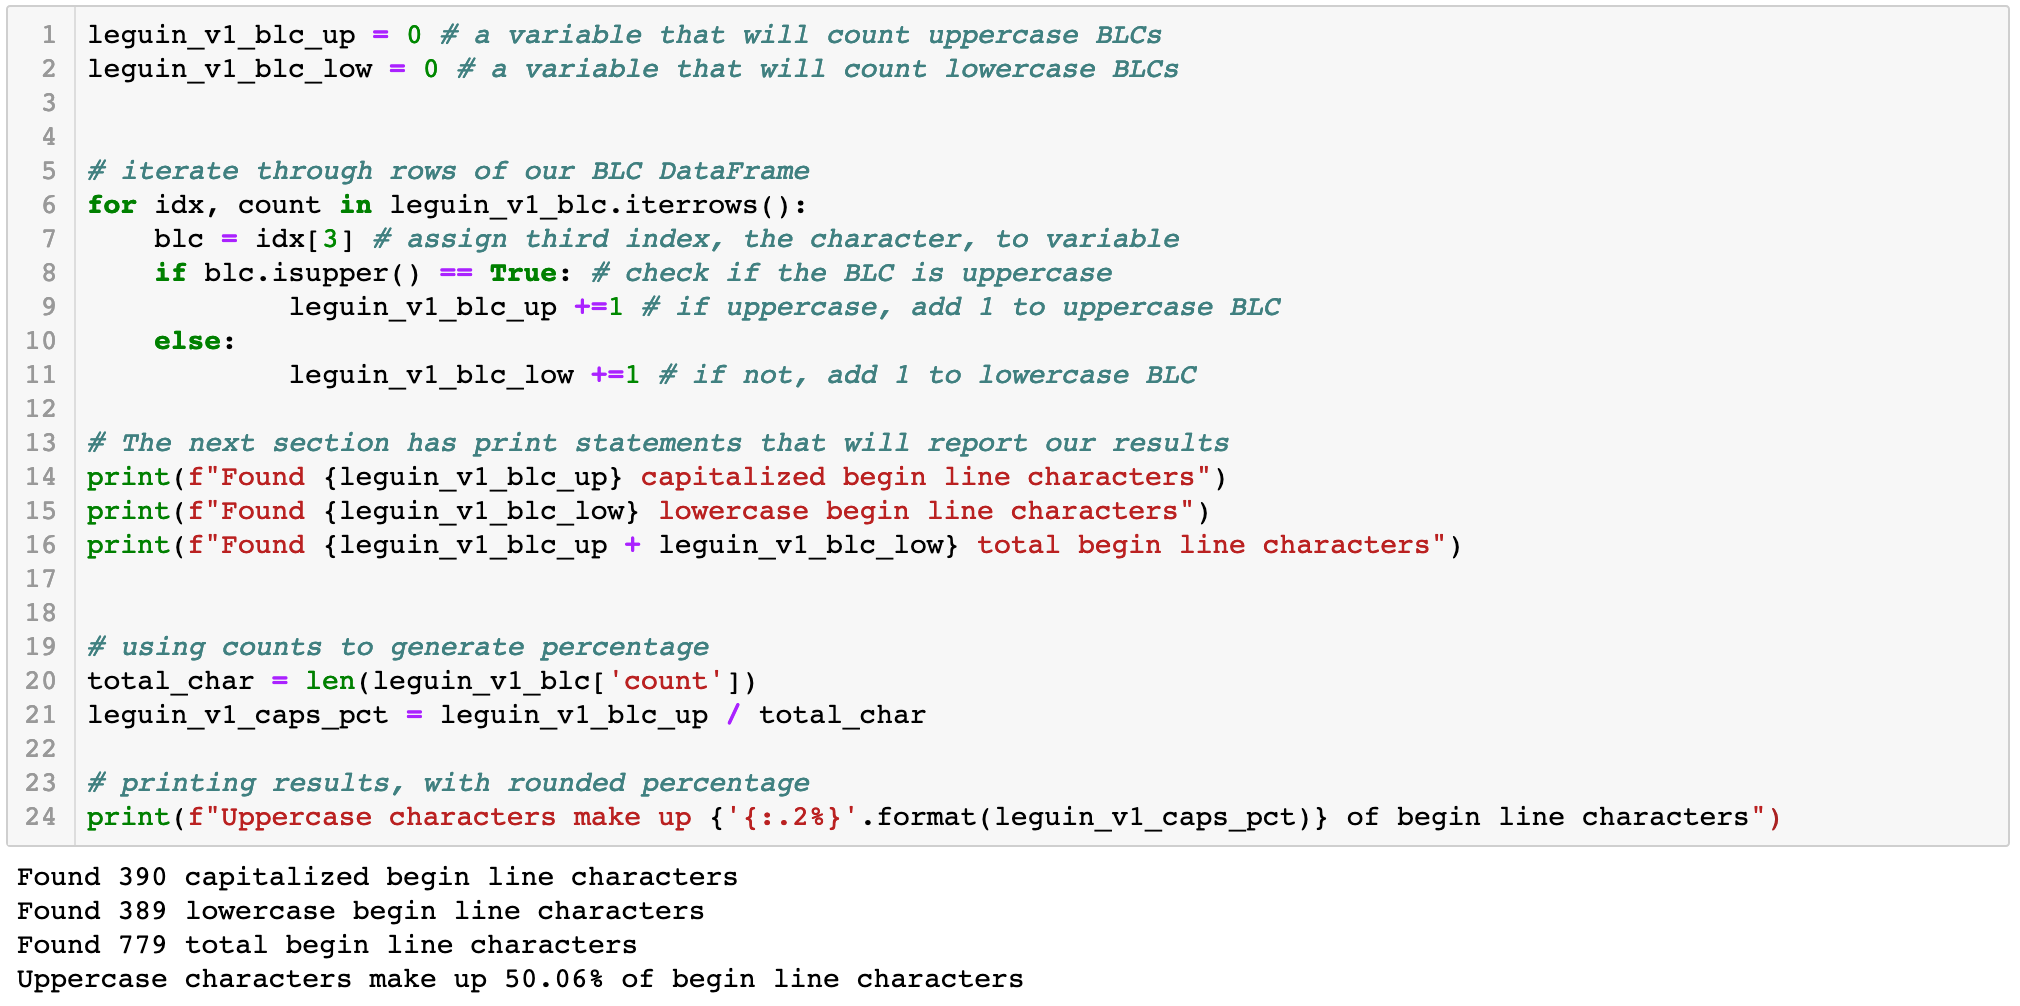 1 leguin_v1_blc_up = 0 # a variable that will count uppercase BLCs
2 leguin_v1_blc_low = 0 # a variable that will count lowercase BLCs
3
4
5 # iterate through rows of our BLC DataFrame
6 for idx, count in leguin_v1_blc.iterrows():
7     blc = idx[3] # assign third index, the character, to variable
8     if blc.isupper() == True: # check if the BLC is uppercase
9             leguin_v1_blc_up +=1 # if uppercase, add 1 to uppercase BLC
10     else:
11             leguin_v1_blc_low +=1 # if not, add 1 to lowercase BLC
12
13 # The next section has print statements that will report our results
14 print(f"Found {leguin_v1_blc_up} capitalized begin line characters")
15 print(f"Found {leguin_v1_blc_low} lowercase begin line characters")
16 print(f"Found {leguin_v1_blc_up + leguin_v1_blc_low} total begin line characters")
17
18
19 # using counts to generate percentage
20 total_char = len(leguin_v1_blc['count'])
21 leguin_v1_caps_pct = leguin_v1_blc_up / total_char
22
23 # printing results, with rounded percentage
24 print(f"Uppercase characters make up {'{:.2%}'.format(leguin_v1_caps_pct)} of begin line characters")
Found 390 capitalized begin line characters
Found 389 lowercase begin line characters
Found 779 total begin line characters
Uppercase characters make up 50.06% of begin line characters